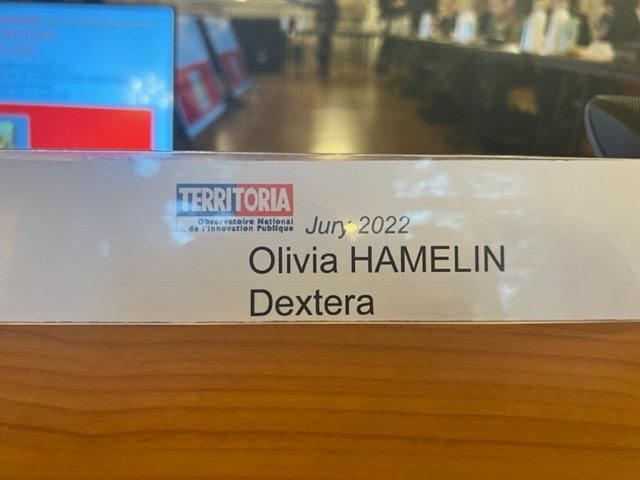 TERRITORIA
Observatoire National
de l'Innovation Publique
Jury 2022
Olivia HAMELIN
Dextera